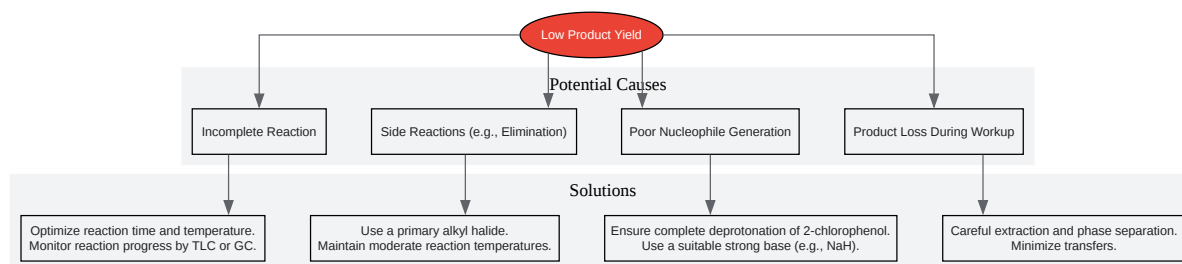 Low Product Yield
Potential Causes
Incomplete Reaction
Side Reactions (e.g., Elimination)
Poor Nucleophile Generation
Product Loss During Workup
Solutions
Optimize reaction time and temperature.
Monitor reaction progress by TLC or GC.
Use a primary alkyl halide.
Maintain moderate reaction temperatures.
Ensure complete deprotonation of 2-chlorophenol.
Use a suitable strong base (e.g., NaH).
Careful extraction and phase separation.
Minimize transfers.